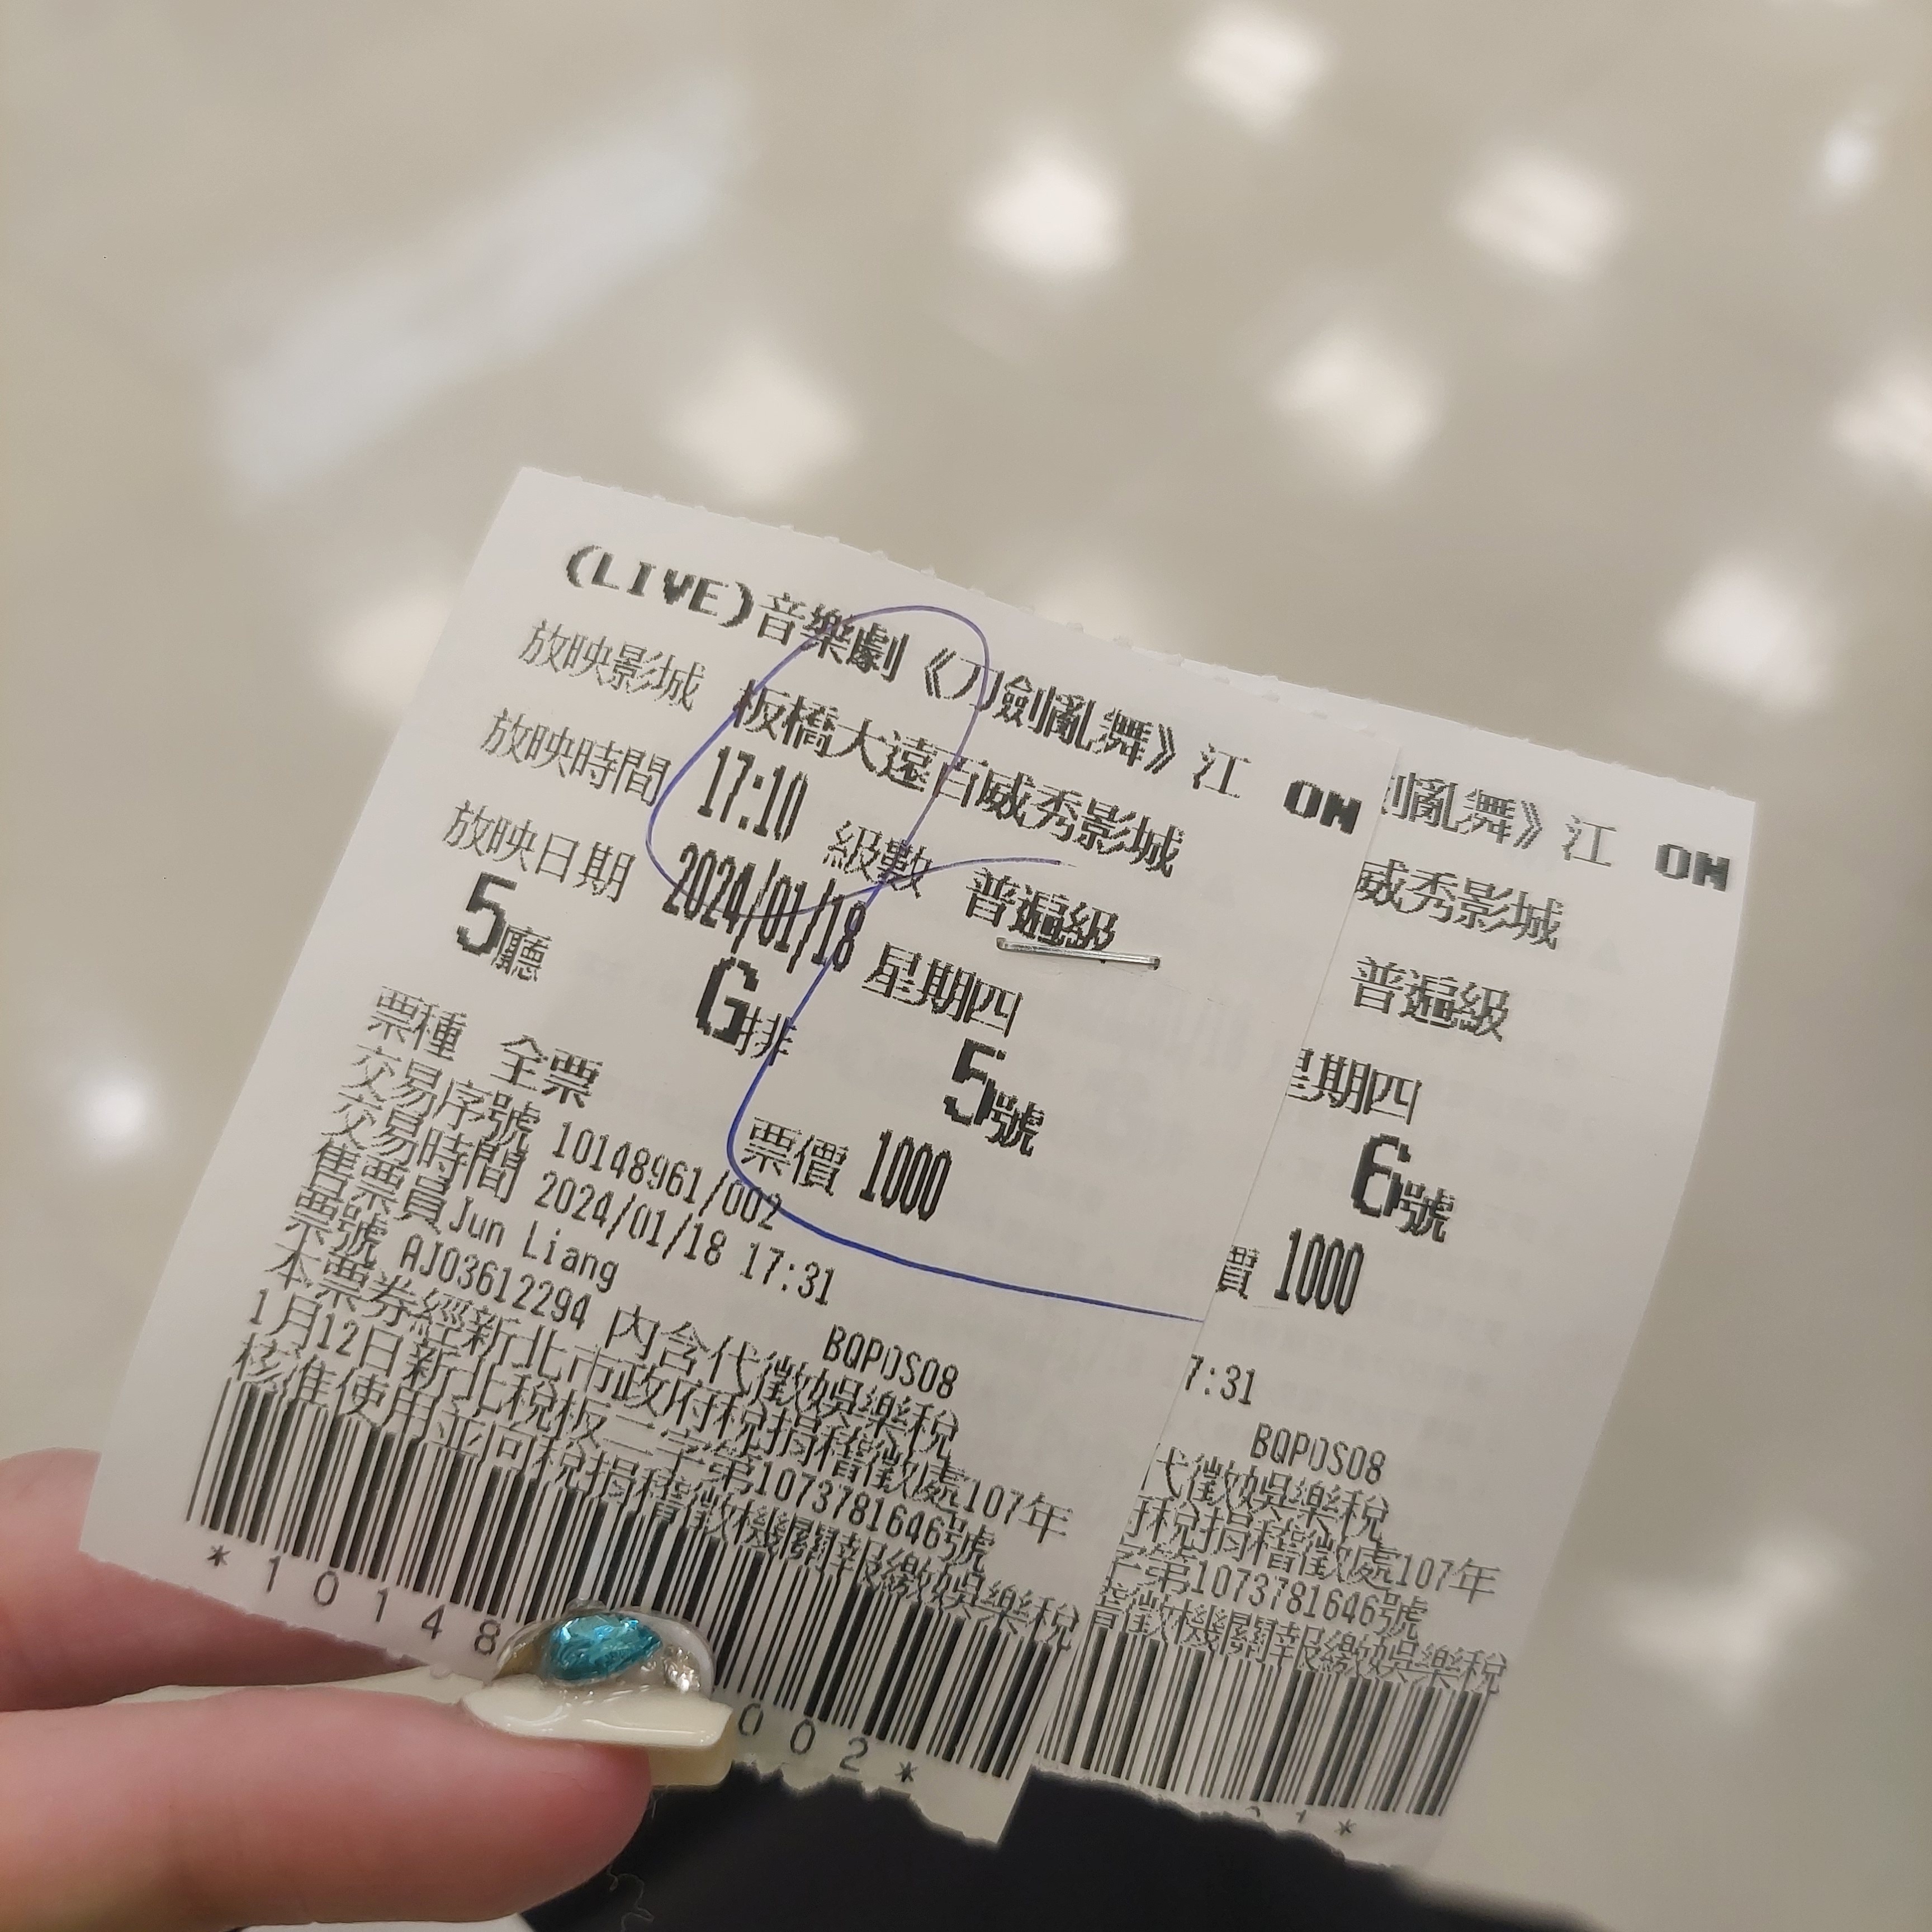 (LIVE)音樂劇《刀劍亂舞》江 ON
放映影城 板橋大遠百威秀影城
放映時間 17:10 級數 普遍級
放映日期 2024/01/18 星期四
5廳 G排 5號
票種 全票 票價 1000
交易序號 10148961/002
交易時間 2024/01/18 17:31
售票員Jun Liang BQPOS08
票號 AJ03612294 內含代徵娛樂稅
本票券經新北市政府稅捐稽徵處107年
1月12日新北稅板二字第1073781646號
核准使用並向稅捐稽徵機關報繳娛樂稅
*10148 002*
劍亂舞》江 ON
威秀影城
普遍級
星期四
6號
價 1000
7:31
BQPOS08
代徵娛樂稅
府稅捐稽徵處107年
字第1073781646號
稽徵機關報繳娛樂稅
1*